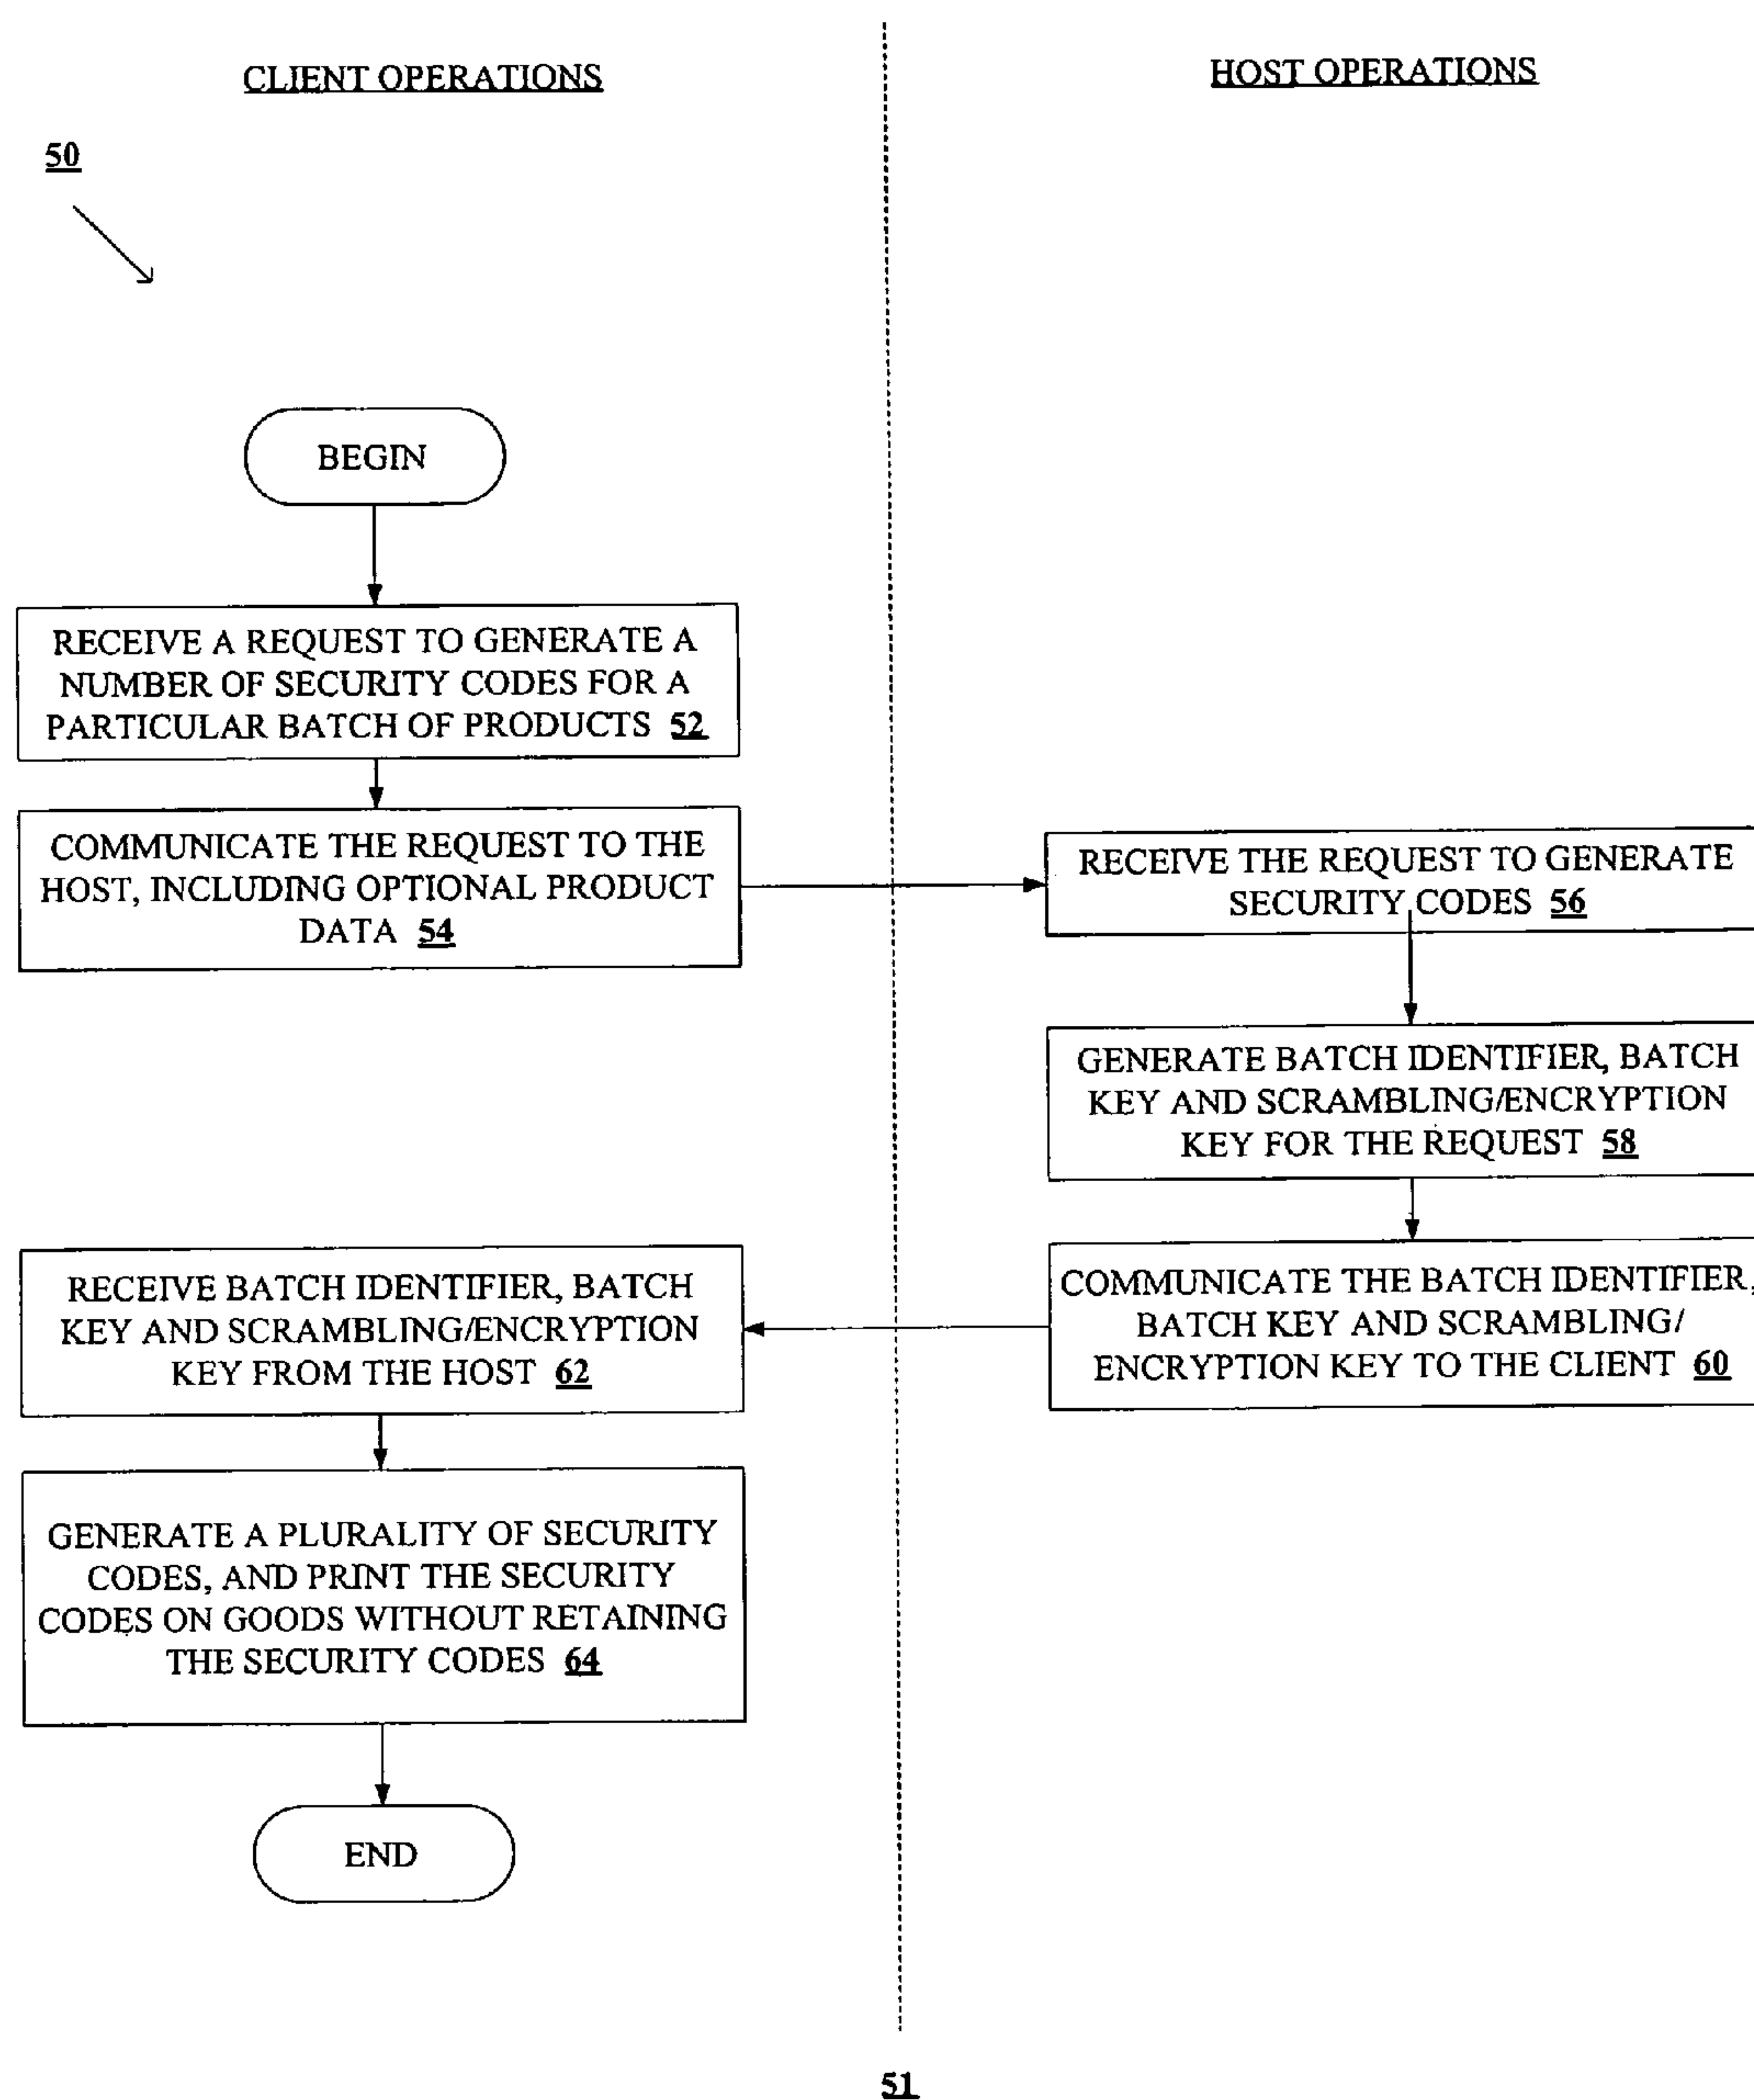 CLIENT OPERATIONS
HOST OPERATIONS
50
BEGIN
RECEIVE A REQUEST TO GENERATE A
NUMBER OF SECURITY CODES FOR A
PARTICULAR BATCH OF PRODUCTS 52
COMMUNICATE THE REQUEST TO THE
HOST, INCLUDING OPTIONAL PRODUCT
DATA 54
RECEIVE THE REQUEST TO GENERATE
SECURITY CODES 56
GENERATE BATCH IDENTIFIER, BATCH
KEY AND SCRAMBLING/ENCRYPTION
KEY FOR THE REQUEST 58
COMMUNICATE THE BATCH IDENTIFIER,
BATCH KEY AND SCRAMBLING/
ENCRYPTION KEY TO THE CLIENT 60
RECEIVE BATCH IDENTIFIER, BATCH
KEY AND SCRAMBLING/ENCRYPTION
KEY FROM THE HOST 62
GENERATE A PLURALITY OF SECURITY
CODES, AND PRINT THE SECURITY
CODES ON GOODS WITHOUT RETAINING
THE SECURITY CODES 64
END
51